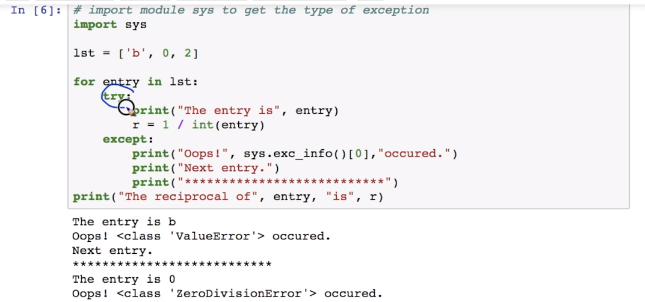 In [6]: # import module sys to get the type of exception
import sys
lst = ['b', 0, 2]
for entry in lst:
try:
print("The entry is", entry)
r = 1 / int(entry)
except:
print("Oops!", sys.exc_info()[0],"occured.")
print("Next entry.")
print("***************************")
print("The reciprocal of", entry, "is", r)
The entry is b
Oops! <class 'ValueError'> occured.
Next entry.
***************************
The entry is 0
Oops! <class 'ZeroDivisionError'> occured.